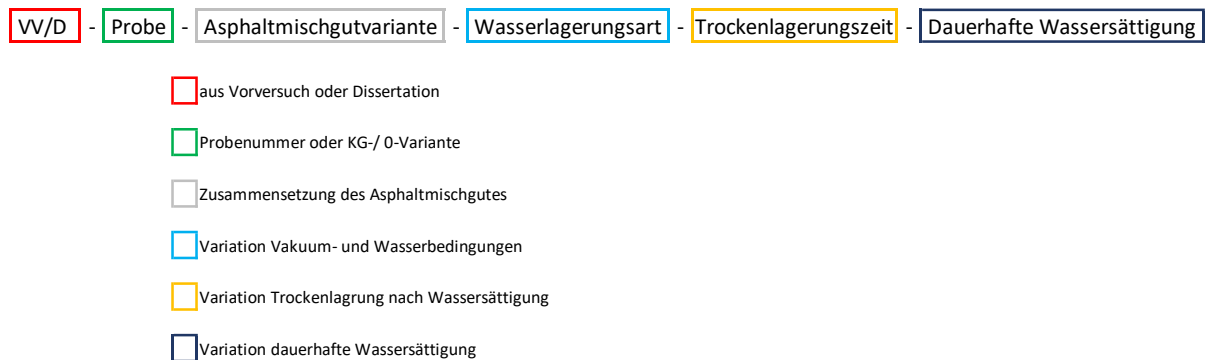 VV/D - Probe - Asphaltmischgutvariante - Wasserlagerungsart - Trockenlagerungszeit - Dauerhafte Wassersättigung
aus Vorversuch oder Dissertation
Probenummer oder KG-/ 0-Variante
Zusammensetzung des Asphaltmischgutes
Variation Vakuum- und Wasserbedingungen
Variation Trockenlagrung nach Wassersättigung
Variation dauerhafte Wassersättigung